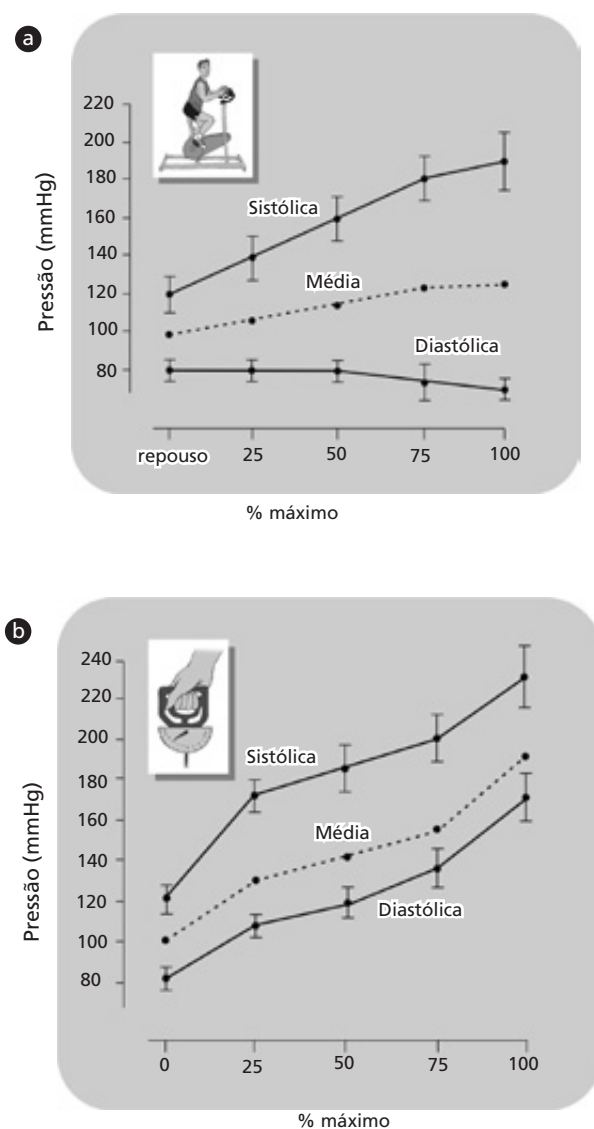 a
220
200
180
160
140
120
100
80
Pressão (mmHg)
Sistólica
Média
Diastólica
repouso 25 50 75 100
% máximo
b
240
220
200
180
160
140
120
100
80
Pressão (mmHg)
Sistólica
Média
Diastólica
0 25 50 75 100
% máximo